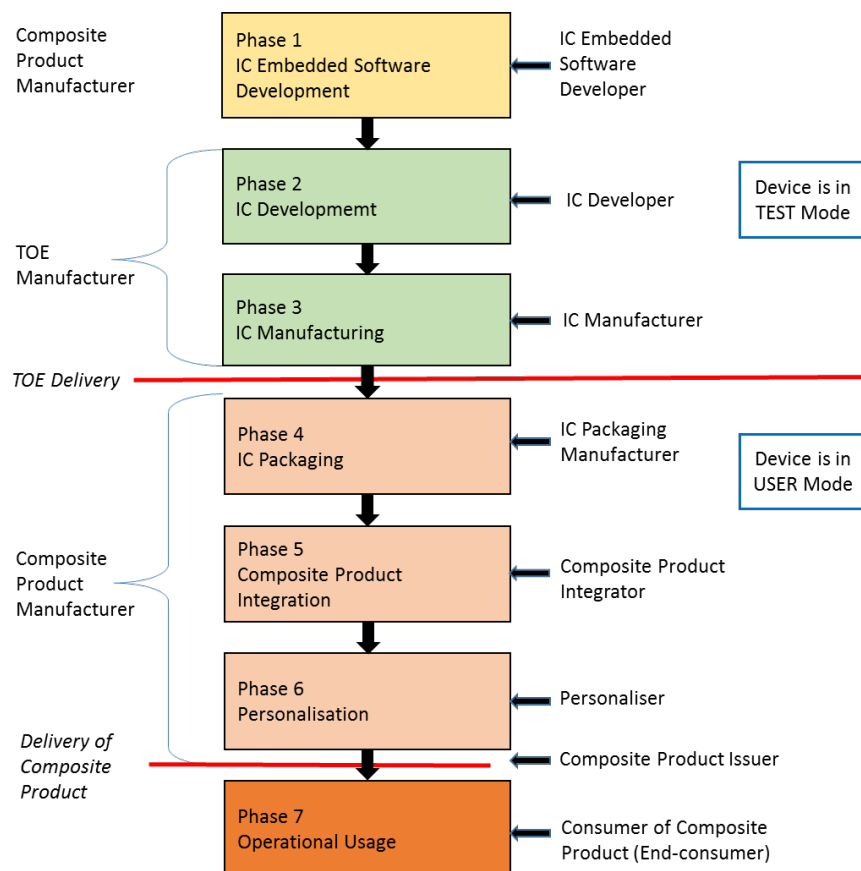 Composite
Product
Manufacturer
Phase 1
IC Embedded Software
Development
IC Embedded
Software
Developer
Phase 2
IC Developmemt
IC Developer
Device is in
TEST Mode
TOE
Manufacturer
Phase 3
IC Manufacturing
IC Manufacturer
TOE Delivery
Phase 4
IC Packaging
IC Packaging
Manufacturer
Device is in
USER Mode
Composite
Product
Manufacturer
Phase 5
Composite Product
Integration
Composite Product
Integrator
Phase 6
Personalisation
Personaliser
Delivery of
Composite
Product
Composite Product Issuer
Phase 7
Operational Usage
Consumer of Composite
Product (End-consumer)